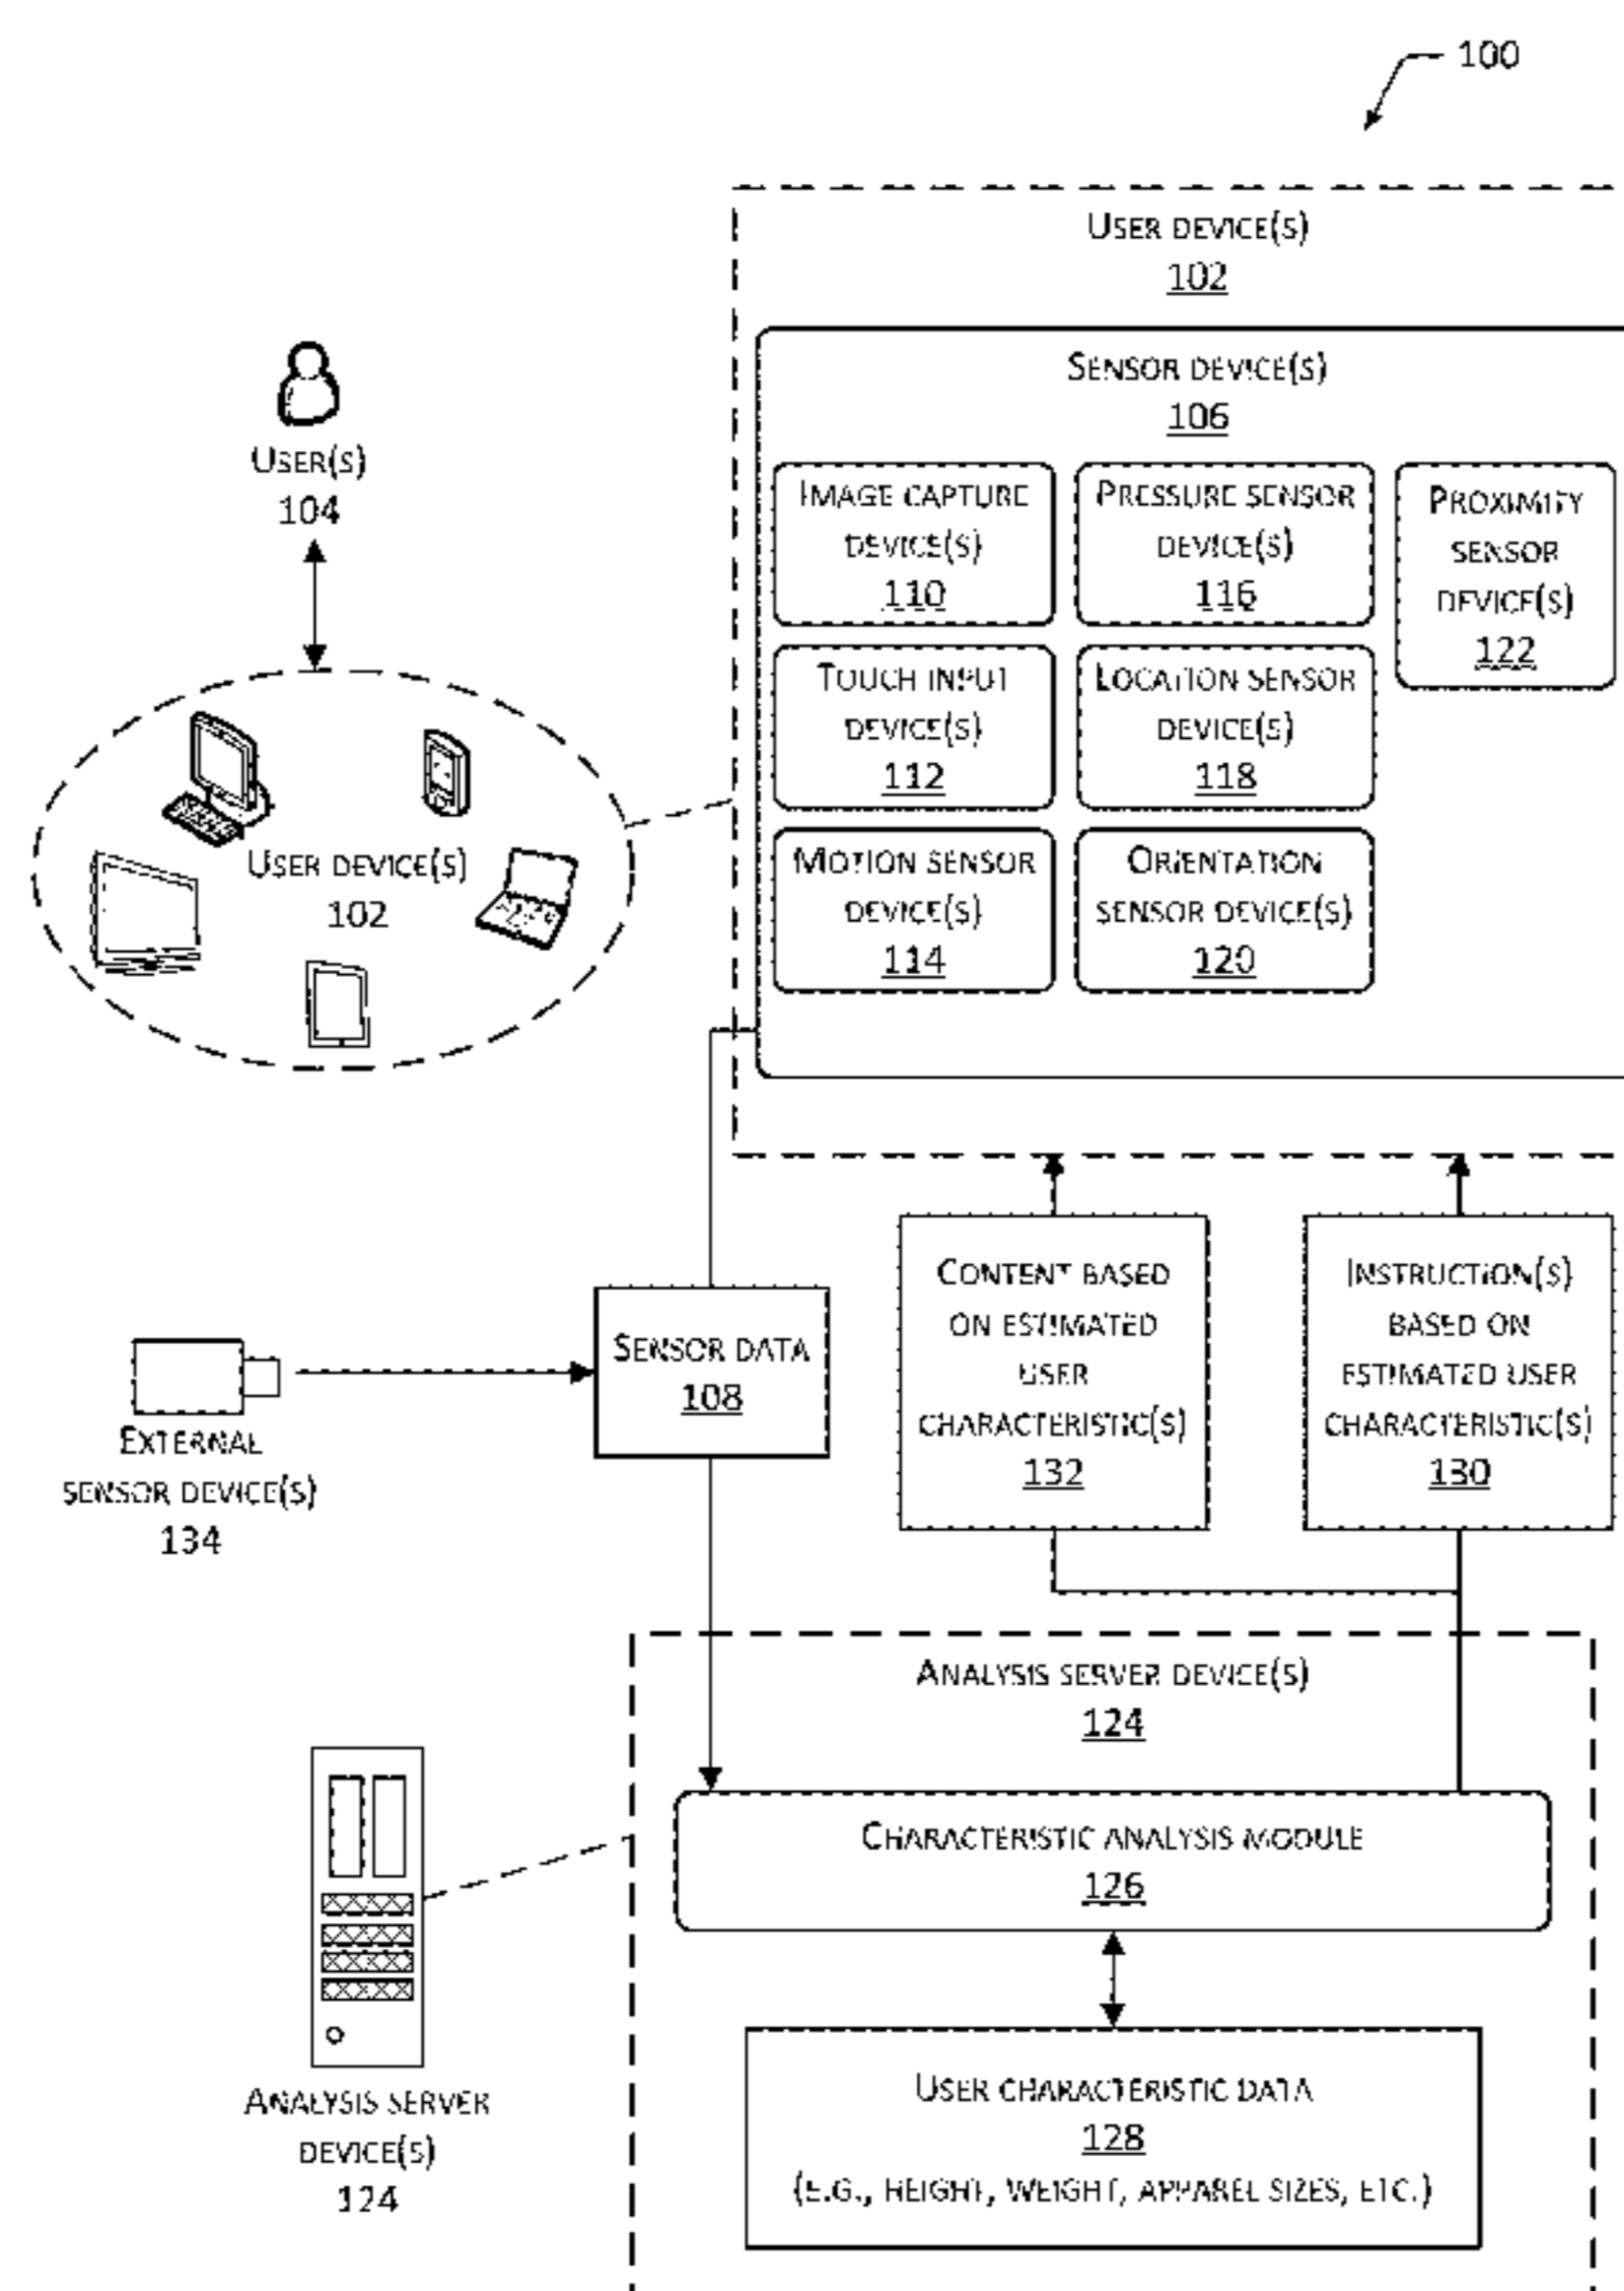 100
User device(s)
102
Sensor device(s)
106
Image capture
device(s)
110
Pressure sensor
device(s)
116
Proximity
sensor
device(s)
122
Touch input
device(s)
112
Location sensor
device(s)
118
Motion sensor
device(s)
114
Orientation
sensor device(s)
120
User(s)
104
User device(s)
102
Sensor data
108
External
sensor device(s)
134
Content based
on estimated
user
characteristic(s)
132
Instruction(s)
based on
estimated user
characteristic(s)
130
Analysis server device(s)
124
Characteristic analysis module
126
User characteristic data
128
(e.g., height, weight, apparel sizes, etc.)
Analysis server
device(s)
124